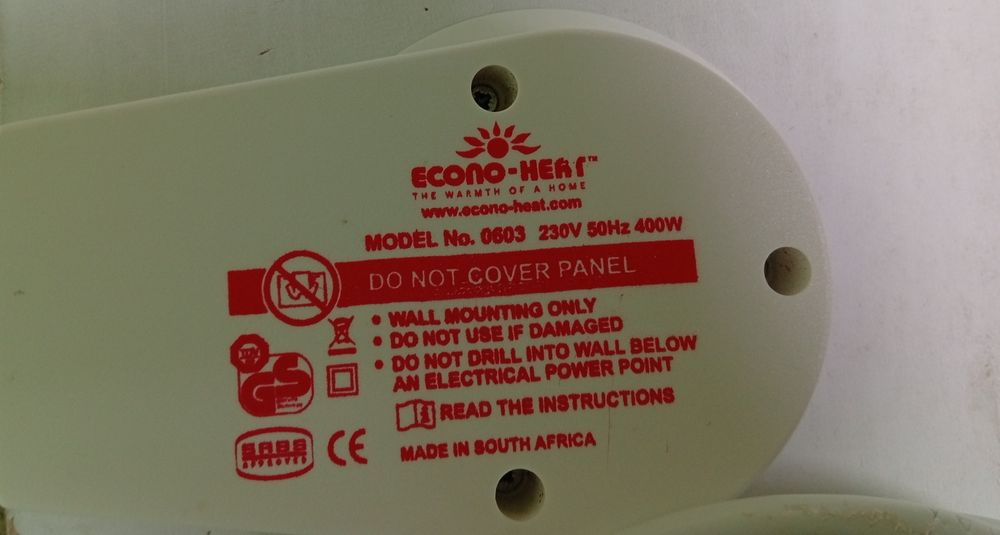 ECONO-HEAT™
THE WARMTH OF A HOME
www.econo-heat.com
MODEL No. 0603 230V 50Hz 400W
DO NOT COVER PANEL
• WALL MOUNTING ONLY
• DO NOT USE IF DAMAGED
• DO NOT DRILL INTO WALL BELOW
AN ELECTRICAL POWER POINT
GS
READ THE INSTRUCTIONS
SABS
APPROVED
CE
MADE IN SOUTH AFRICA